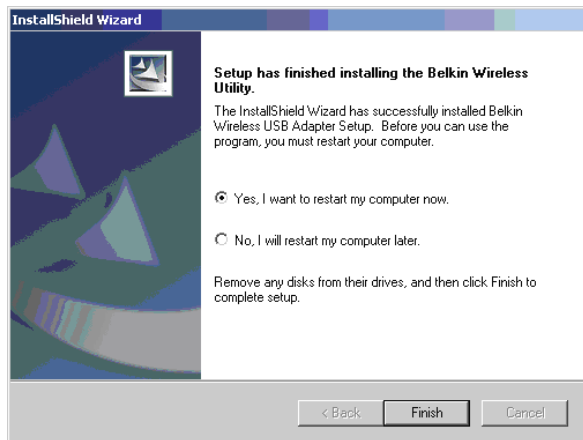 InstallShield Wizard
Setup has finished installing the Belkin Wireless
Utility.
The InstallShield Wizard has successfully installed Belkin
Wireless USB Adapter Setup. Before you can use the
program, you must restart your computer.
Yes, I want to restart my computer now.
No, I will restart my computer later.
Remove any disks from their drives, and then click Finish to
complete setup.
< Back Finish Cancel